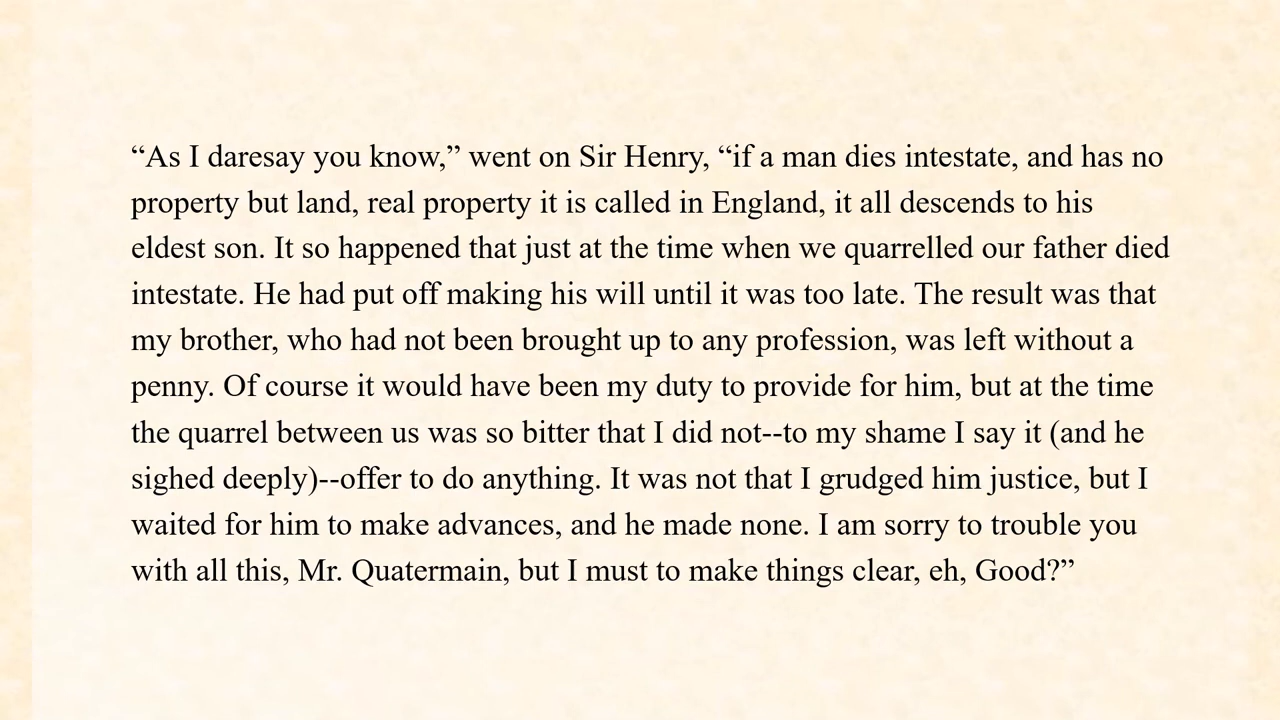 “As I daresay you know,” went on Sir Henry, “if a man dies intestate, and has no
property but land, real property it is called in England, it all descends to his
eldest son. It so happened that just at the time when we quarrelled our father died
intestate. He had put off making his will until it was too late. The result was that
my brother, who had not been brought up to any profession, was left without a
penny. Of course it would have been my duty to provide for him, but at the time
the quarrel between us was so bitter that I did not--to my shame I say it (and he
sighed deeply)--offer to do anything. It was not that I grudged him justice, but I
waited for him to make advances, and he made none. I am sorry to trouble you
with all this, Mr. Quatermain, but I must to make things clear, eh, Good?”